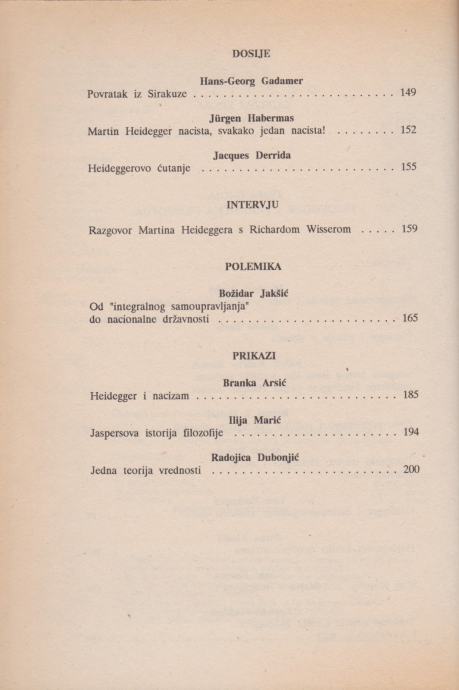 DOSIJE
Hans-Georg Gadamer
Povratak iz Sirakuze . . . . . . . . . . . . . . . . . . . . . . . . . . . 149
Jürgen Habermas
Martin Heidegger nacista, svakako jedan nacista! . . . . . . . . 152
Jacques Derrida
Heideggerovo ćutanje . . . . . . . . . . . . . . . . . . . . . . . . . . 155
INTERVJU
Razgovor Martina Heideggera s Richardom Wisserom . . . . . 159
POLEMIKA
Božidar Jakšić
Od "integralnog samoupravljanja"
do nacionalne državnosti . . . . . . . . . . . . . . . . . . . . . . . . 165
PRIKAZI
Branka Arsić
Heidegger i nacizam . . . . . . . . . . . . . . . . . . . . . . . . . . . 185
Ilija Marić
Jaspersova istorija filozofije . . . . . . . . . . . . . . . . . . . . . . 194
Radojica Dubonjić
Jedna teorija vrednosti . . . . . . . . . . . . . . . . . . . . . . . . . 200